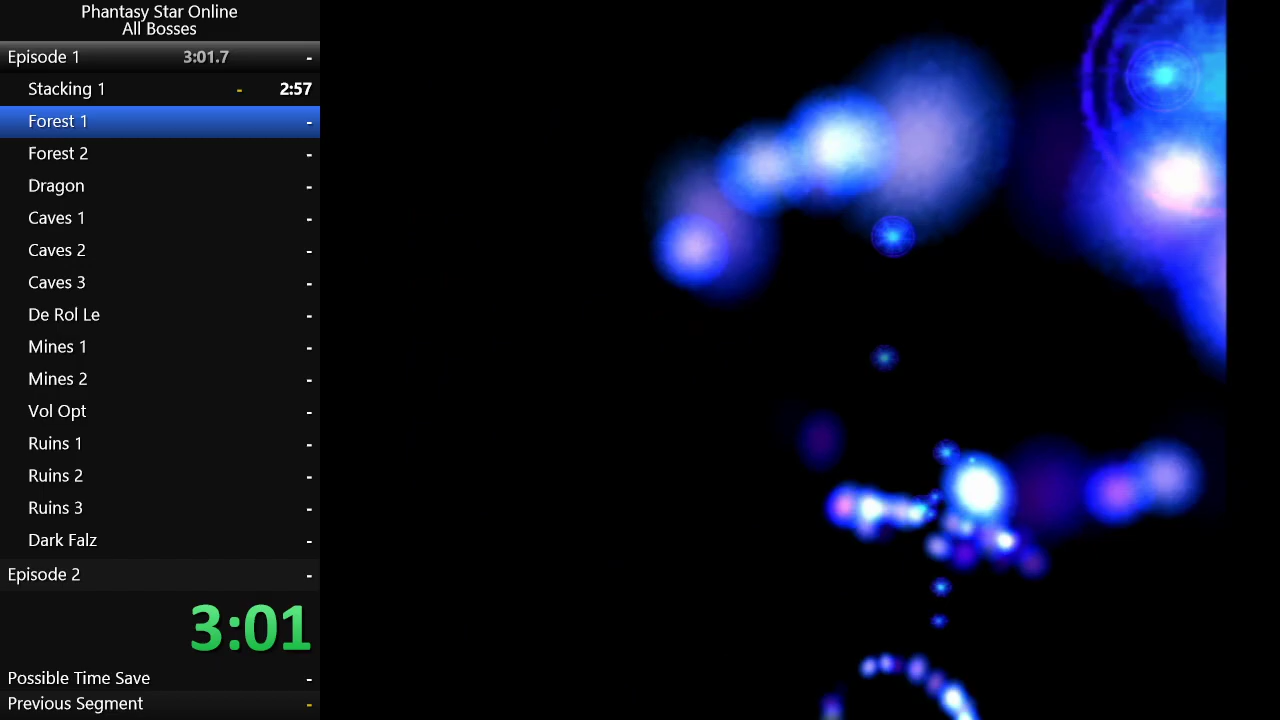 Phantasy Star Online
All Bosses
Episode 1 3:01.7 -
Stacking 1 - 2:57
Forest 1 -
Forest 2 -
Dragon -
Caves 1 -
Caves 2 -
Caves 3 -
De Rol Le -
Mines 1 -
Mines 2 -
Vol Opt -
Ruins 1 -
Ruins 2 -
Ruins 3 -
Dark Falz -
Episode 2 -
3:01
Possible Time Save -
Previous Segment -